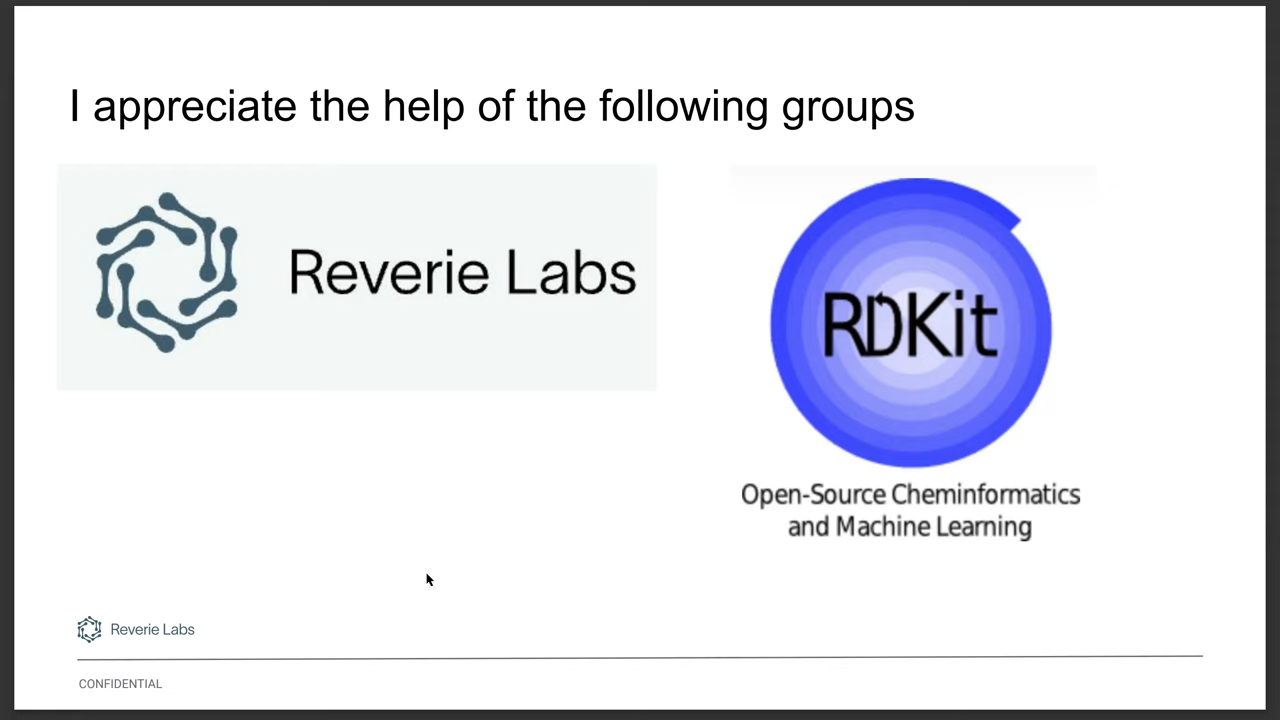 I appreciate the help of the following groups
Reverie Labs
RDKit
Open-Source Cheminformatics
and Machine Learning
Reverie Labs
CONFIDENTIAL